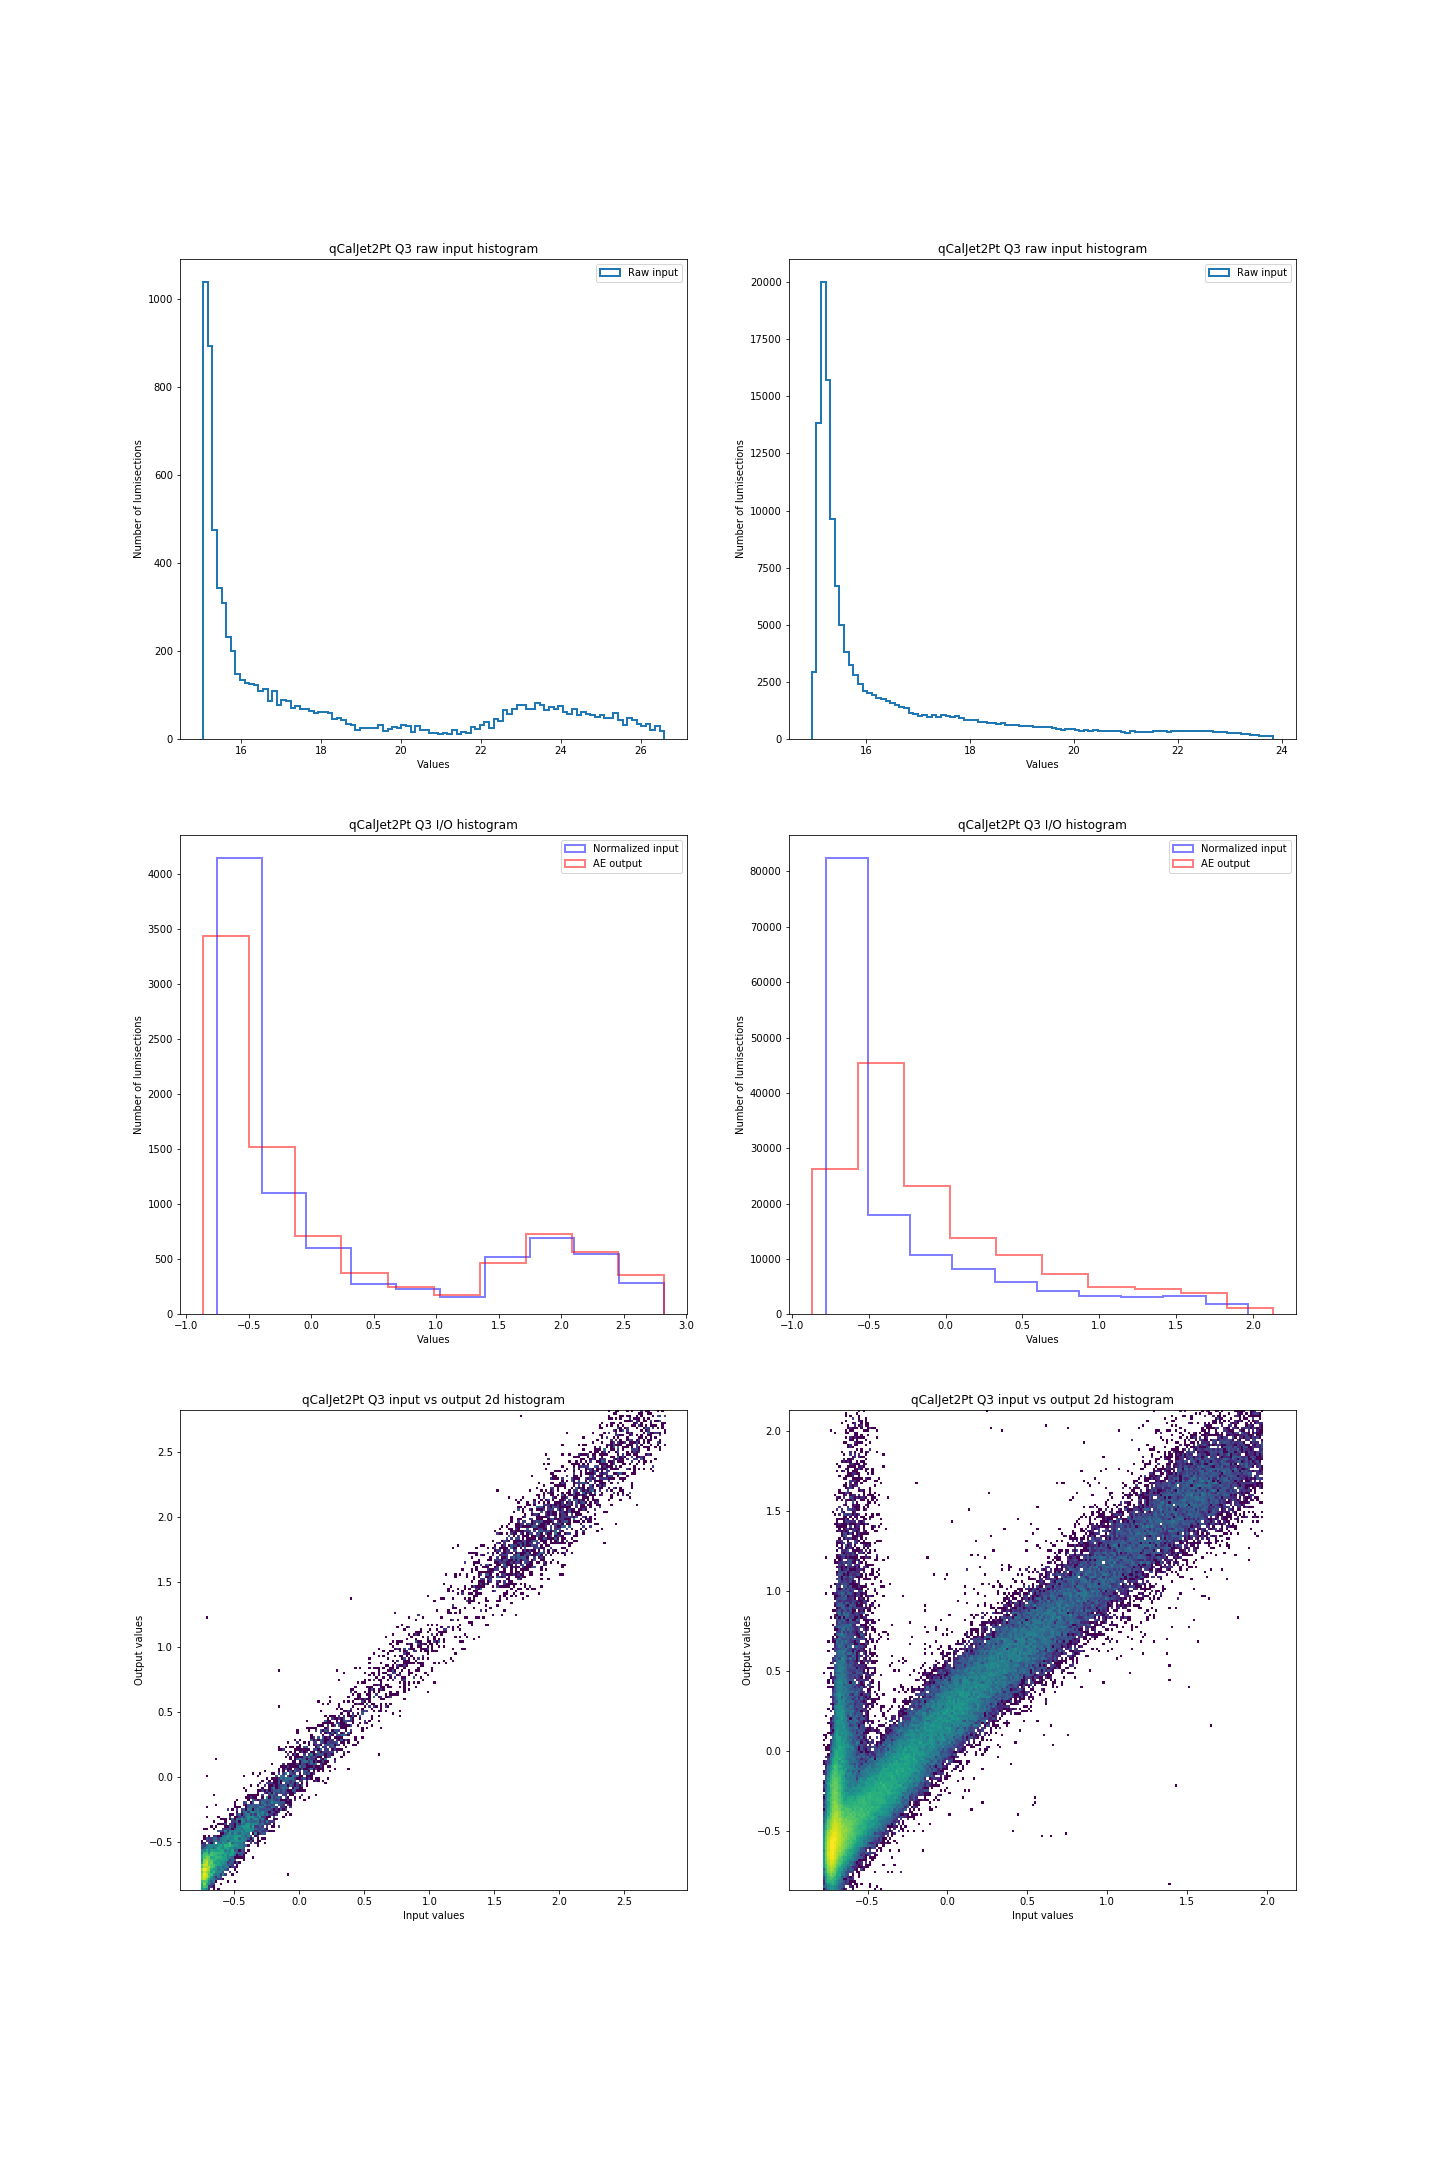 qCalJet2Pt Q3 raw input histogram
Raw input
1000
800
600
400
200
0
Number of lumisections
16 18 20 22 24 26
Values
qCalJet2Pt Q3 raw input histogram
Raw input
20000
17500
15000
12500
10000
7500
5000
2500
0
Number of lumisections
16 18 20 22 24
Values
qCalJet2Pt Q3 I/O histogram
Normalized input
AE output
4000
3500
3000
2500
2000
1500
1000
500
0
Number of lumisections
−1.0 −0.5 0.0 0.5 1.0 1.5 2.0 2.5 3.0
Values
qCalJet2Pt Q3 I/O histogram
Normalized input
AE output
80000
70000
60000
50000
40000
30000
20000
10000
0
Number of lumisections
−1.0 −0.5 0.0 0.5 1.0 1.5 2.0
Values
qCalJet2Pt Q3 input vs output 2d histogram
2.5
2.0
1.5
1.0
0.5
0.0
−0.5
Output values
−0.5 0.0 0.5 1.0 1.5 2.0 2.5
Input values
qCalJet2Pt Q3 input vs output 2d histogram
2.0
1.5
1.0
0.5
0.0
−0.5
Output values
−0.5 0.0 0.5 1.0 1.5 2.0
Input values